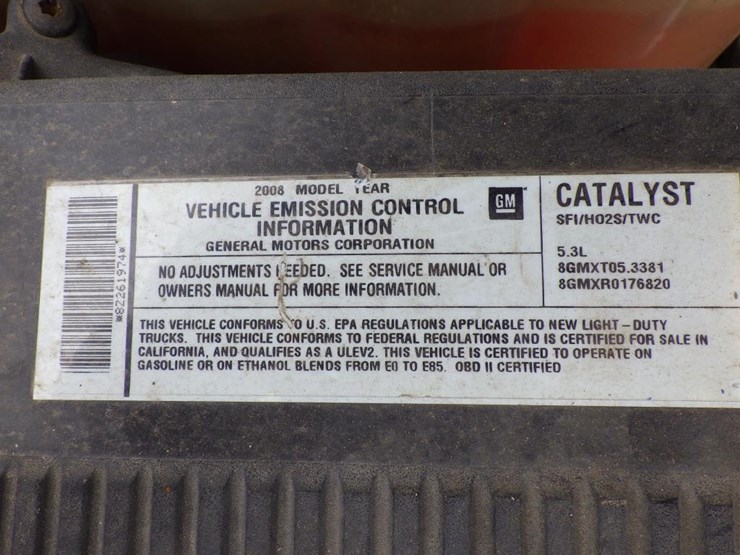 2008 MODEL YEAR
VEHICLE EMISSION CONTROL
INFORMATION
GENERAL MOTORS CORPORATION
GM
NO ADJUSTMENTS NEEDED. SEE SERVICE MANUAL OR
OWNERS MANUAL FOR MORE INFORMATION.
CATALYST
SFI/HO2S/TWC
5.3L
8GMXT05.3381
8GMXR0176820
THIS VEHICLE CONFORMS TO U.S. EPA REGULATIONS APPLICABLE TO NEW LIGHT-DUTY
TRUCKS. THIS VEHICLE CONFORMS TO FEDERAL REGULATIONS AND IS CERTIFIED FOR SALE IN
CALIFORNIA, AND QUALIFIES AS A ULEV2. THIS VEHICLE IS CERTIFIED TO OPERATE ON
GASOLINE OR ON ETHANOL BLENDS FROM E0 TO E85. OBD II CERTIFIED
*82261974*